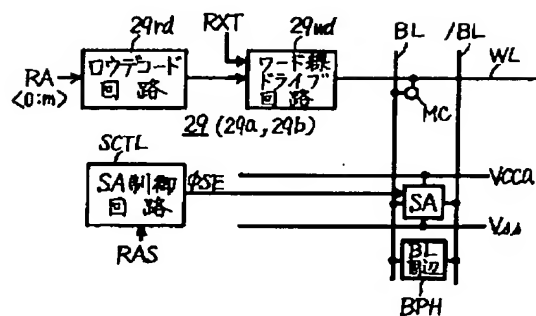 29rd
RXT
29wd
BL
/BL
RA
<0:m>
ロウデコード
回路
ワード線
ドライブ
回路
WL
MC
29 (29a, 29b)
SCTL
SA制御
回路
φSE
Vcca
SA
Vss
RAS
BL
周辺
BPH